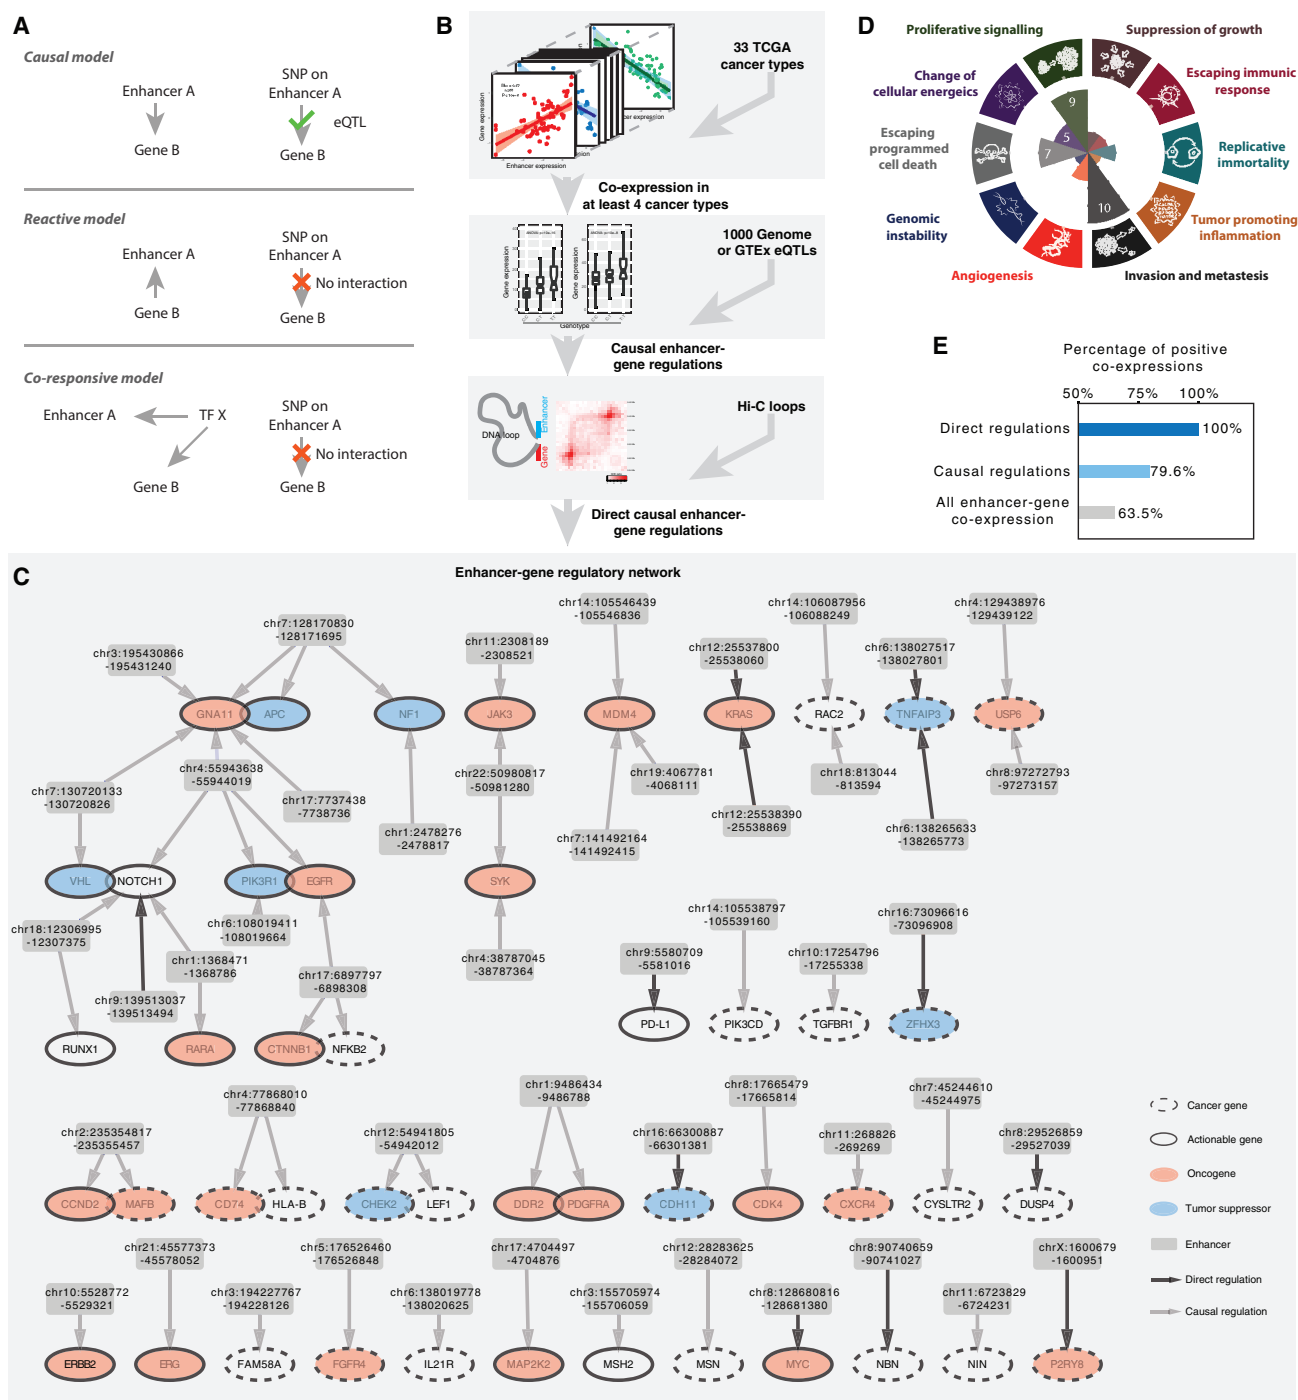 A
Causal model
Enhancer A
Gene B
SNP on
Enhancer A
eQTL
Gene B
Reactive model
Enhancer A
Gene B
SNP on
Enhancer A
No interaction
Gene B
Co-responsive model
Enhancer A
TF X
Gene B
SNP on
Enhancer A
No interaction
Gene B
B
Gene expression
Enhancer expression
33 TCGA
cancer types
Co-expression in
at least 4 cancer types
Gene expression
Gene expression
Genotype
1000 Genome
or GTEx eQTLs
Causal enhancer-
gene regulations
DNA loop
Enhancer
Gene
Hi-C loops
Direct causal enhancer-
gene regulations
D
Proliferative signalling
Suppression of growth
Change of
cellular energeics
Escaping immunic
response
Escaping
programmed
cell death
Replicative
immortality
Genomic
instability
Tumor promoting
inflammation
Angiogenesis
Invasion and metestasis
9
5
7
10
E
Percentage of positive
co-expressions
50%
75%
100%
Direct regulations
100%
Causal regulations
79.6%
All enhancer-gene
co-expression
63.5%
C
Enhancer-gene regulatory network
chr3:195430866
-195431240
chr7:128170830
-128171695
chr11:2308189
-2308521
chr14:105546439
-105546836
chr12:25537800
-25538060
chr14:106087956
-106088249
chr6:138027517
-138027801
chr4:129438976
-129439122
GNA11
APC
NF1
JAK3
MDM4
KRAS
RAC2
TNFAIP3
USP6
chr7:130720133
-130720826
chr4:55943638
-55944019
chr17:7737438
-7738736
chr1:2478276
-2478817
chr22:50980817
-50981280
chr7:141492164
-141492415
chr19:4067781
-4068111
chr12:25538390
-25538869
chr18:813044
-813594
chr6:138265633
-138265773
chr8:97272793
-97273157
VHL
NOTCH1
PIK3R1
EGFR
SYK
chr18:12306995
-12307375
chr9:139513037
-139513494
chr1:1368471
-1368786
chr6:108019411
-108019664
chr17:6897797
-6898308
chr4:38787045
-38787364
chr9:5580709
-5581016
chr14:105538797
-105539160
chr10:17254796
-17255338
chr16:73096616
-73096908
RUNX1
RARA
CTNNB1
NFKB2
PD-L1
PIK3CD
TGFBR1
ZFHX3
chr2:235354817
-235355457
chr4:77868010
-77868840
chr12:54941805
-54942012
chr1:9486434
-9486788
chr16:66300887
-66301381
chr8:17665479
-17665814
chr11:268826
-269269
chr7:45244610
-45244975
chr8:29526859
-29527039
CCND2
MAFB
CD74
HLA-B
CHEK2
LEF1
DDR2
PDGFRA
CDH11
CDK4
CXCR4
CYSLTR2
DUSP4
chr10:5528772
-5529321
chr21:45577373
-45578052
chr3:194227767
-194228126
chr5:176526460
-176526848
chr6:138019778
-138020625
chr17:4704497
-4704876
chr3:155705974
-155706059
chr12:28283625
-28284072
chr8:128680816
-128681380
chr8:90740659
-90741027
chr11:6723829
-6724231
chrX:1600679
-1600951
ERBB2
ERG
FAM58A
FGFR4
IL21R
MAP2K2
MSH2
MSN
MYC
NBN
NIN
P2RY8
Cancer gene
Actionable gene
Oncogene
Tumor suppressor
Enhancer
Direct regulation
Causal regulation